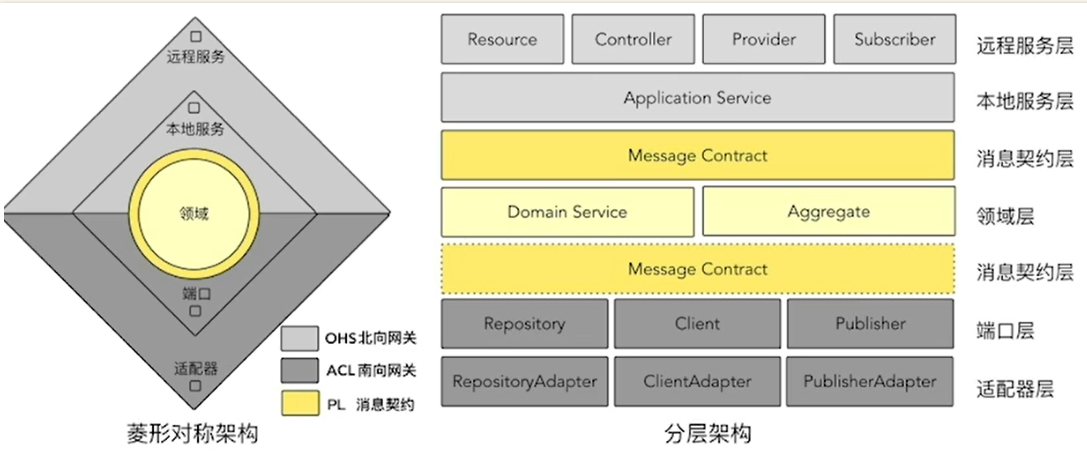 远程服务
本地服务
领域
端口
适配器
OHS北向网关
ACL南向网关
PL 消息契约
菱形对称架构
Resource Controller Provider Subscriber 远程服务层
Application Service 本地服务层
Message Contract 消息契约层
Domain Service Aggregate 领域层
Message Contract 消息契约层
Repository Client Publisher 端口层
RepositoryAdapter ClientAdapter PublisherAdapter 适配器层
分层架构